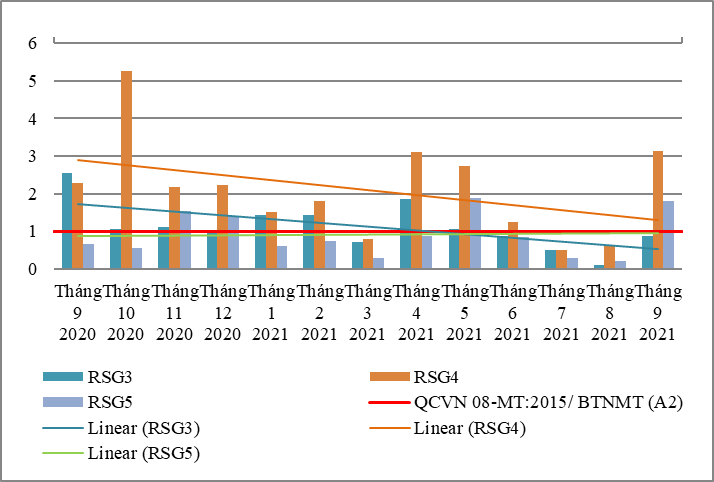 6
5
4
3
2
1
0
Tháng Tháng Tháng Tháng Tháng Tháng Tháng Tháng Tháng Tháng Tháng Tháng Tháng
9 10 11 12 1 2 3 4 5 6 7 8 9
2020 2020 2020 2020 2021 2021 2021 2021 2021 2021 2021 2021 2021
RSG3 RSG4
RSG5 QCVN 08-MT:2015/ BTNMT (A2)
Linear (RSG3) Linear (RSG4)
Linear (RSG5)